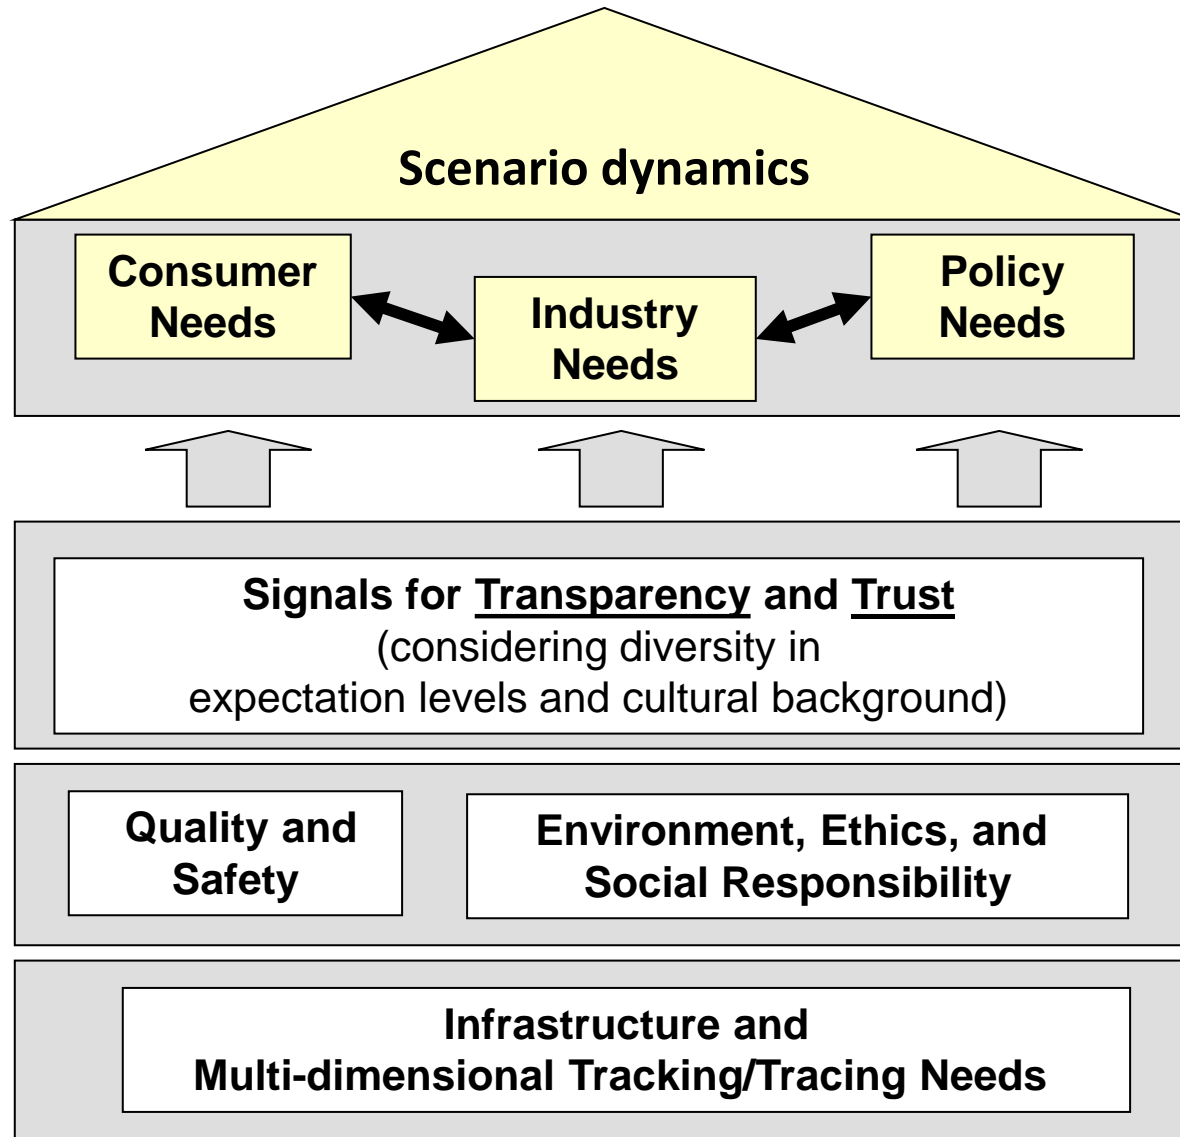 Scenario dynamics
Consumer
Needs
Industry
Needs
Policy
Needs
Signals for Transparency and Trust
(considering diversity in
expectation levels and cultural background)
Quality and
Safety
Environment, Ethics, and
Social Responsibility
Infrastructure and
Multi-dimensional Tracking/Tracing Needs